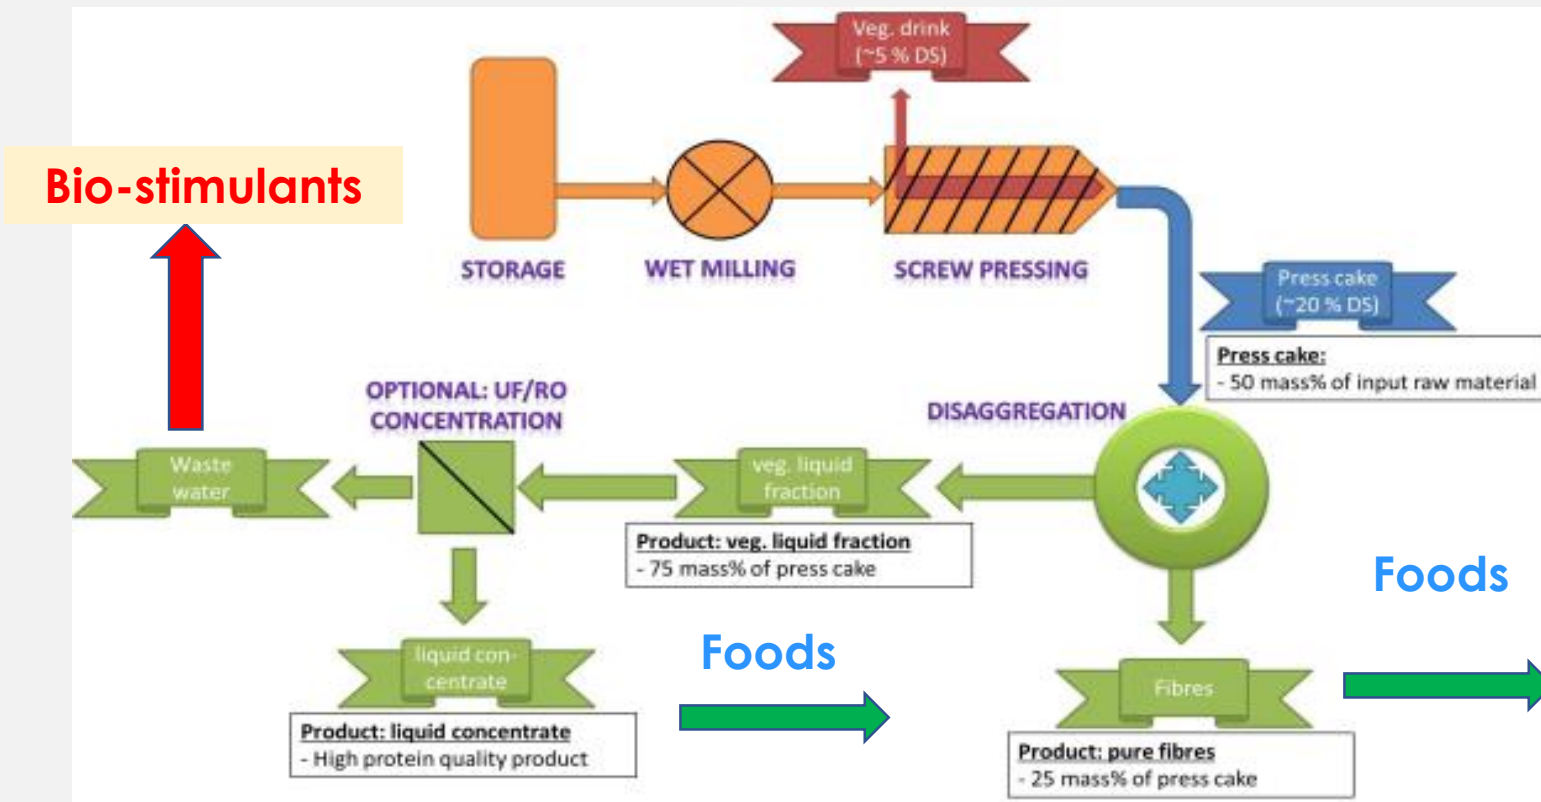 Veg. drink
(~5 % DS)
Bio-stimulants
STORAGE
WET MILLING
SCREW PRESSING
Press cake
(~20 % DS)
Press cake:
- 50 mass% of input raw material
OPTIONAL: UF/RO
CONCENTRATION
DISAGGREGATION
Waste
water
veg. liquid
fraction
Product: veg. liquid fraction
- 75 mass% of press cake
Foods
Foods
liquid con-
centrate
Fibres
Product: liquid concentrate
- High protein quality product
Product: pure fibres
- 25 mass% of press cake